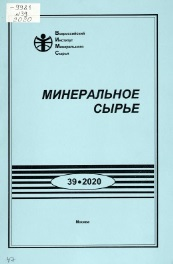 Всероссийский
Институт
Минерального
Сырья
МИНЕРАЛЬНОЕ
СЫРЬЕ
39•2020
Москва